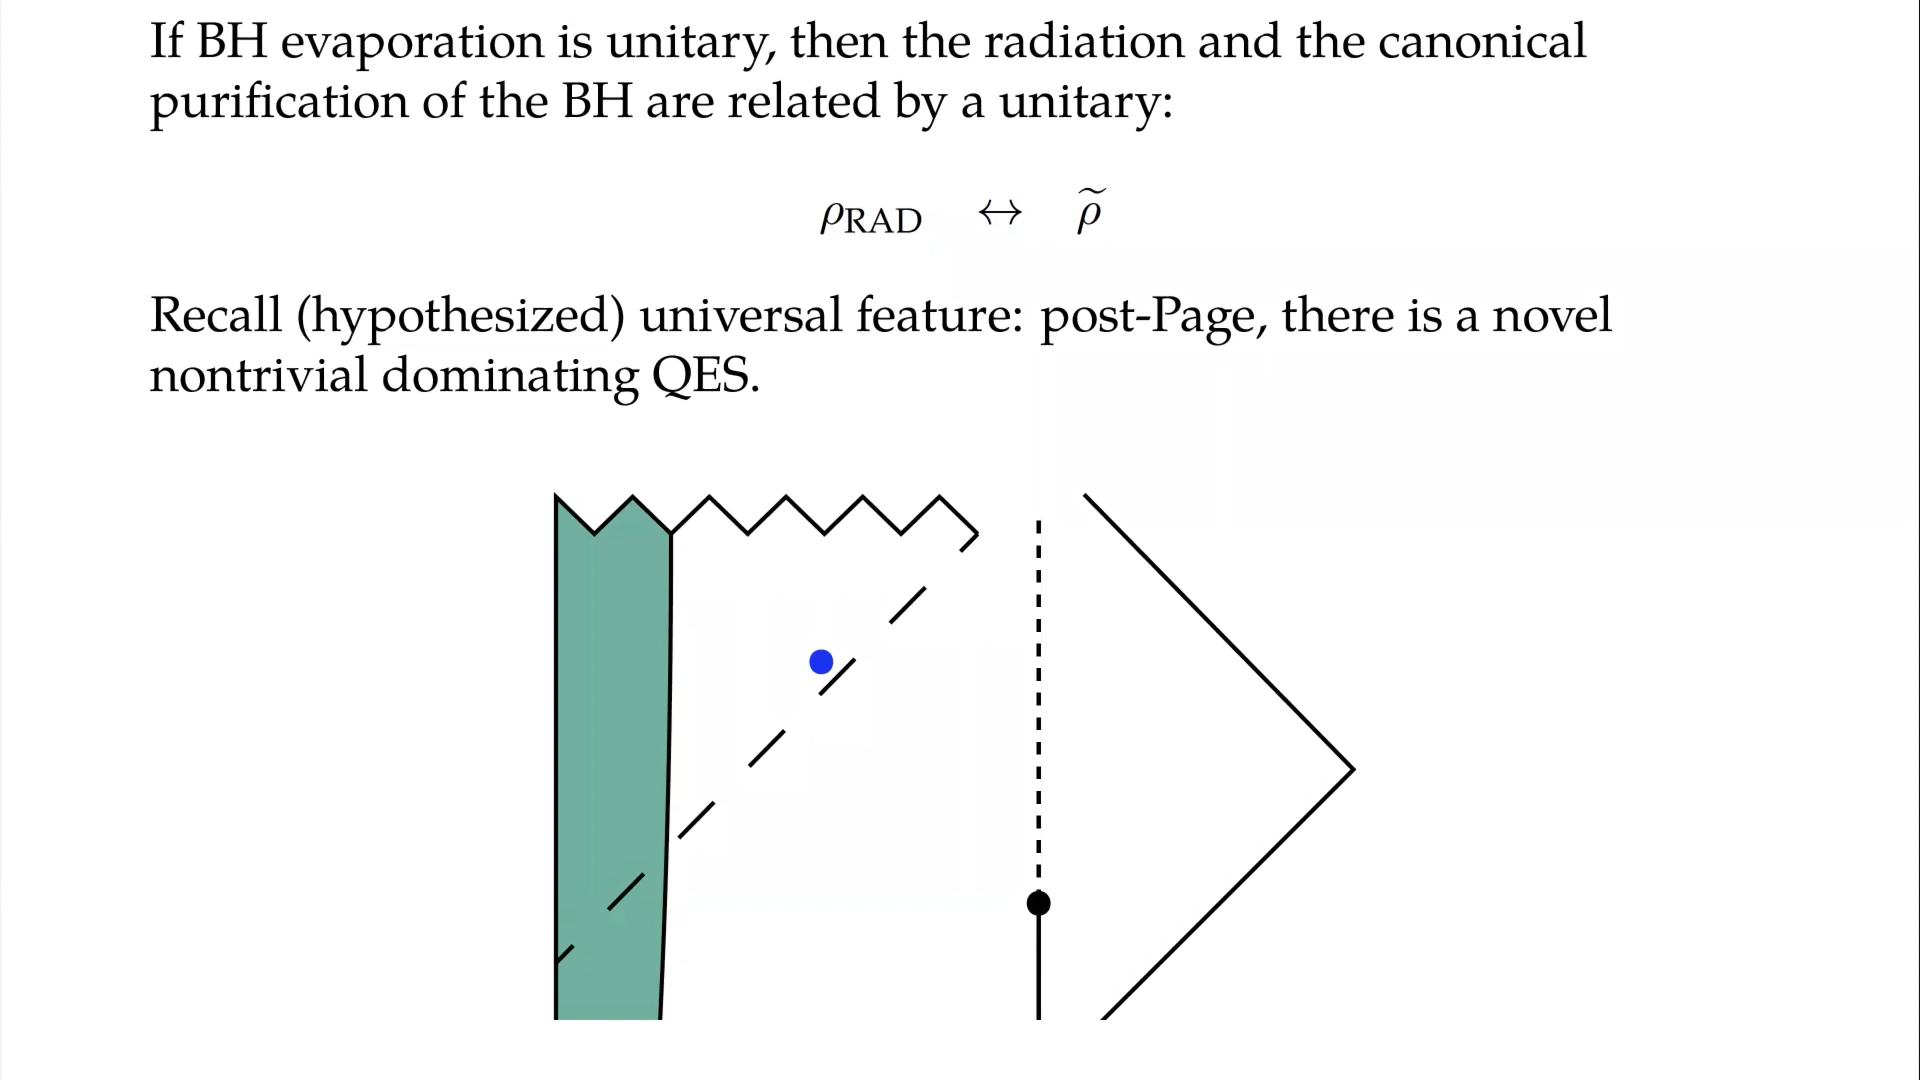 If BH evaporation is unitary, then the radiation and the canonical
purification of the BH are related by a unitary:
ρRAD ↔ ρ̃
Recall (hypothesized) universal feature: post-Page, there is a novel
nontrivial dominating QES.